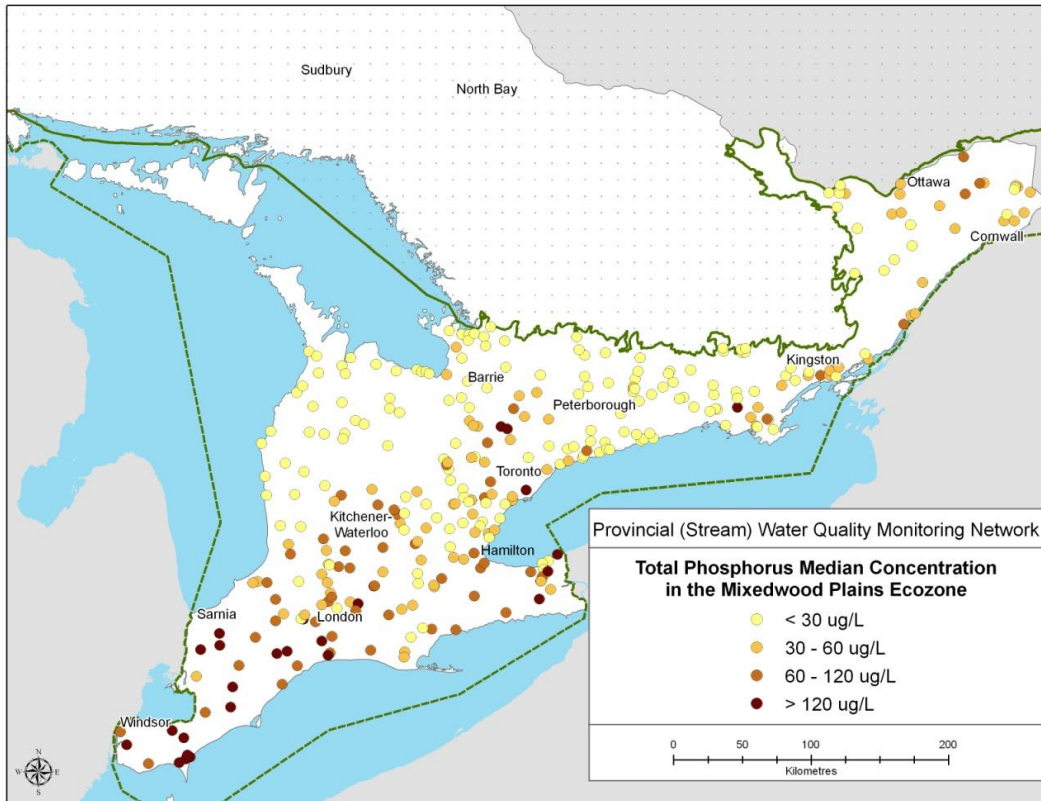 Sudbury
North Bay
Ottawa
Cornwall
Kingston
Barrie
Peterborough
Toronto
Kitchener-
Waterloo
Hamilton
Sarnia
London
Windsor
Provincial (Stream) Water Quality Monitoring Network
Total Phosphorus Median Concentration
in the Mixedwood Plains Ecozone
< 30 ug/L
30 - 60 ug/L
60 - 120 ug/L
> 120 ug/L
0 50 100 200
Kilometres
N
W E
S